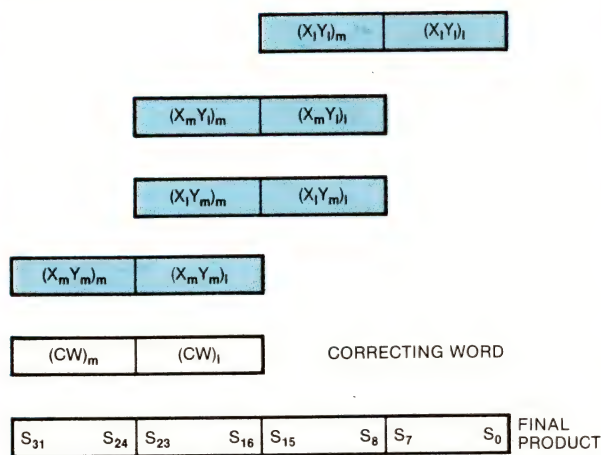 (XₗYₗ)ₘ (XₗYₗ)ₗ
(XₘYₗ)ₘ (XₘYₗ)ₗ
(XₗYₘ)ₘ (XₗYₘ)ₗ
(XₘYₘ)ₘ (XₘYₘ)ₗ
(CW)ₘ (CW)ₗ CORRECTING WORD
S₃₁ S₂₄ S₂₃ S₁₆ S₁₅ S₈ S₇ S₀ FINAL
PRODUCT